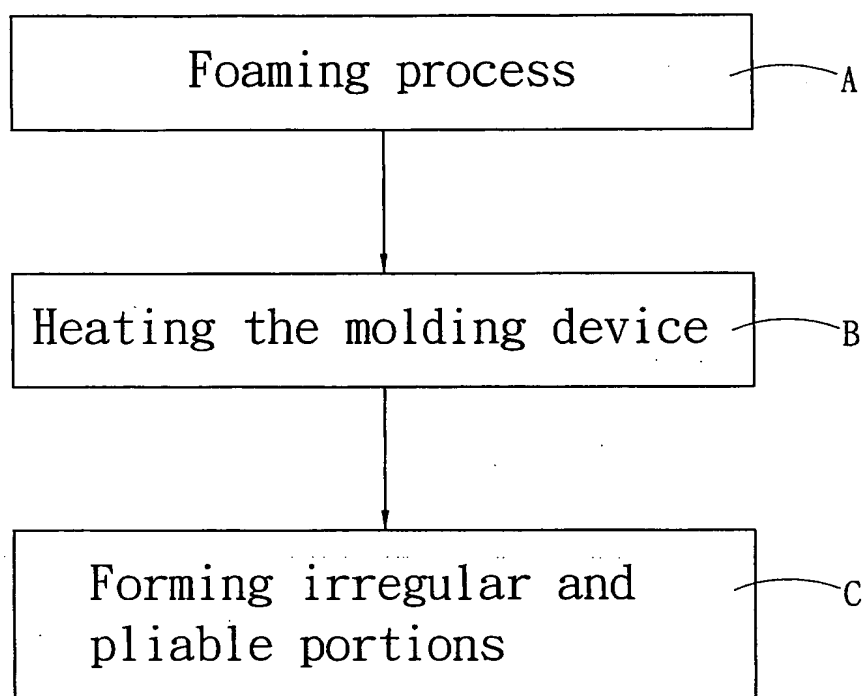 Foaming process
A
Heating the molding device
B
Forming irregular and
pliable portions
C